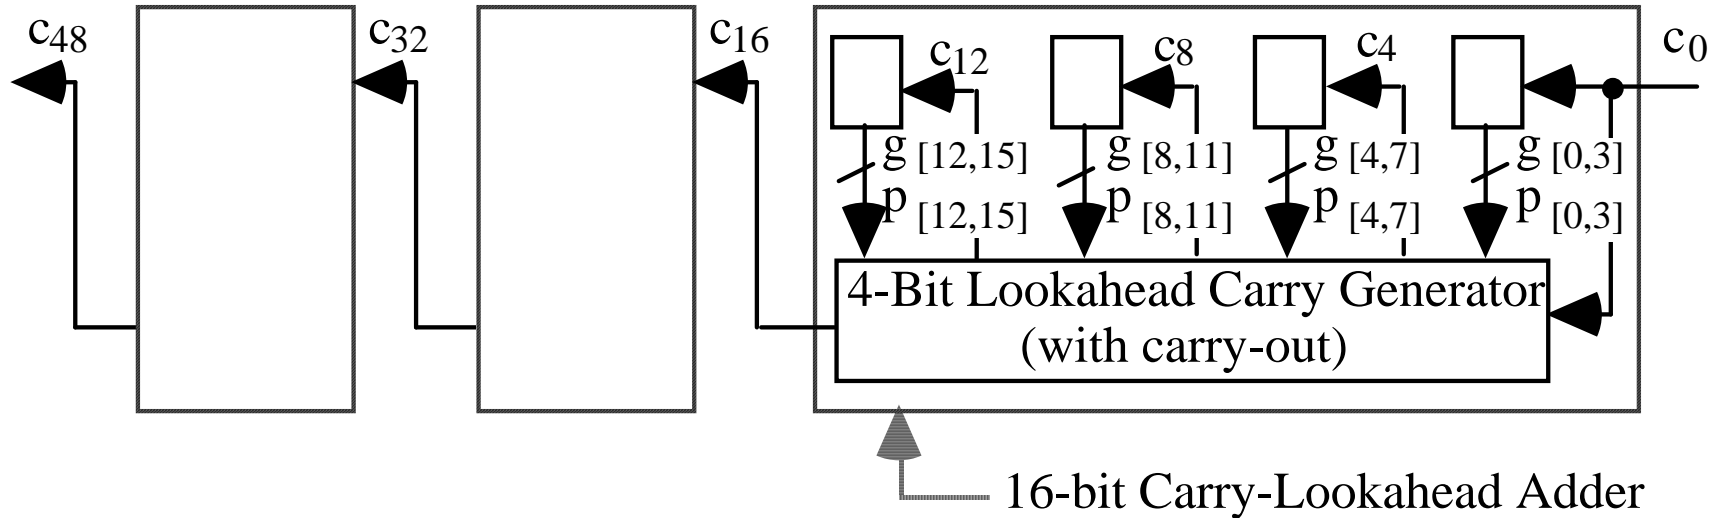 c48 c32 c16 c12 c8 c4 c0
g [12,15] g [8,11] g [4,7] g [0,3]
p [12,15] p [8,11] p [4,7] p [0,3]
4-Bit Lookahead Carry Generator
(with carry-out)
16-bit Carry-Lookahead Adder